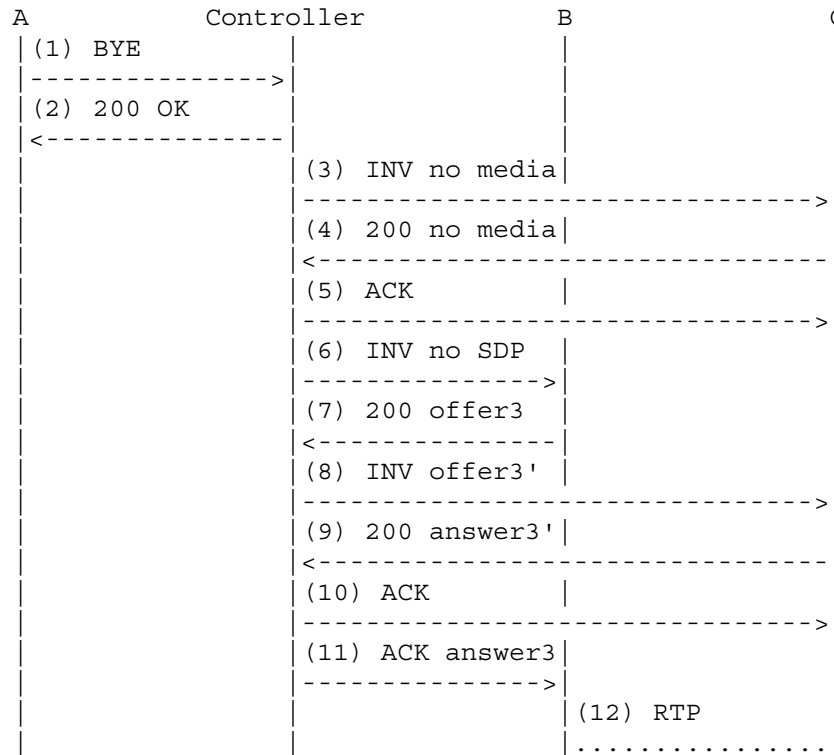 A Controller B C
(1) BYE
(2) 200 OK
(3) INV no media
(4) 200 no media
(5) ACK
(6) INV no SDP
(7) 200 offer3
(8) INV offer3'
(9) 200 answer3'
(10) ACK
(11) ACK answer3
(12) RTP